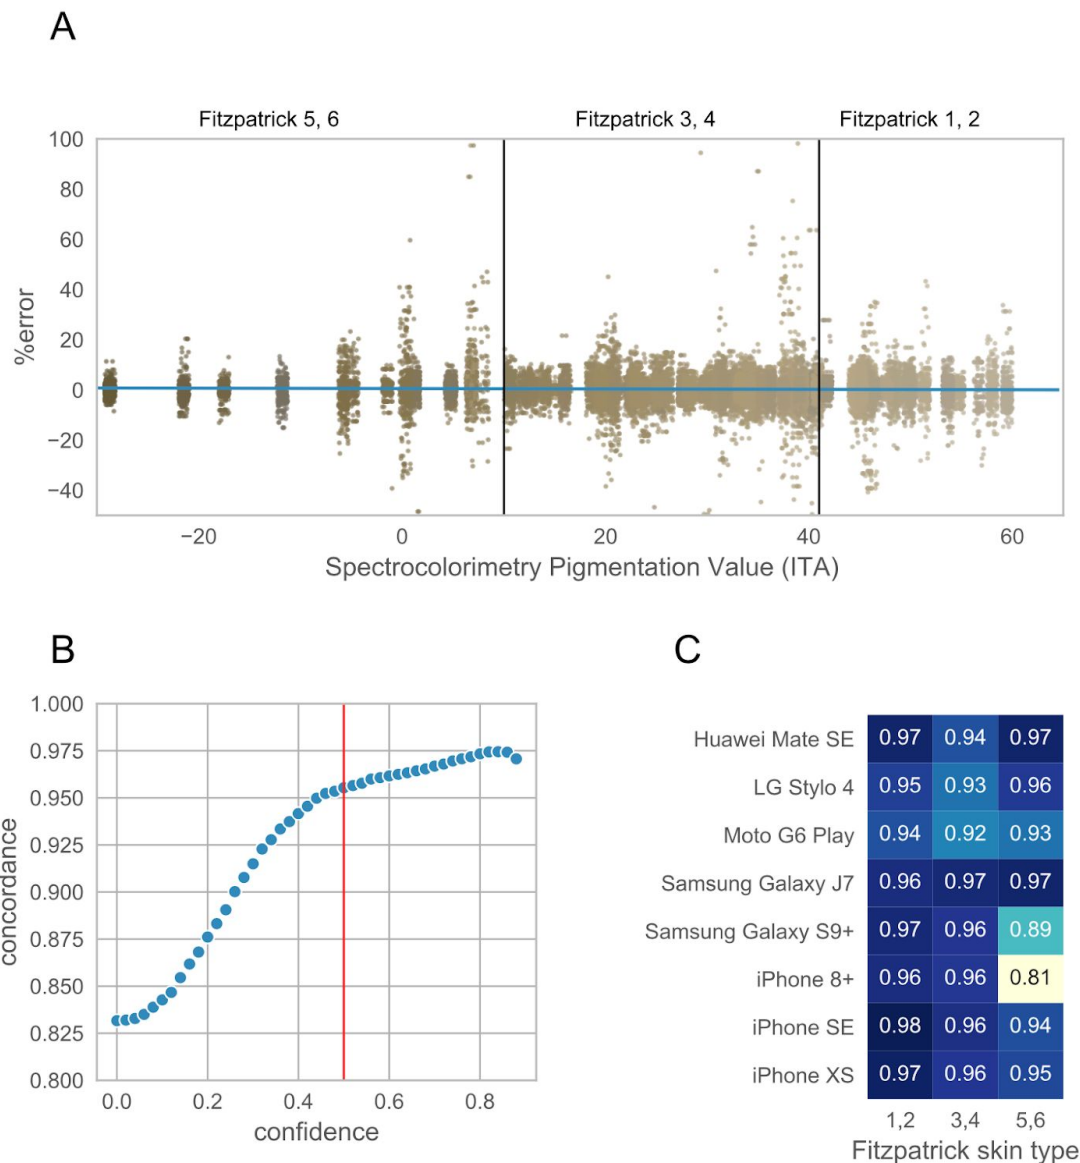 A
Fitzpatrick 5, 6 Fitzpatrick 3, 4 Fitzpatrick 1, 2
100
80
60
40
20
0
−20
−40
%error
−20 0 20 40 60
Spectrocolorimetry Pigmentation Value (ITA)
B
1.000
0.975
0.950
0.925
0.900
0.875
0.850
0.825
0.800
concordance
0.0 0.2 0.4 0.6 0.8
confidence
C
Huawei Mate SE 0.97 0.94 0.97
LG Stylo 4 0.95 0.93 0.96
Moto G6 Play 0.94 0.92 0.93
Samsung Galaxy J7 0.96 0.97 0.97
Samsung Galaxy S9+ 0.97 0.96 0.89
iPhone 8+ 0.96 0.96 0.81
iPhone SE 0.98 0.96 0.94
iPhone XS 0.97 0.96 0.95
1,2 3,4 5,6
Fitzpatrick skin type